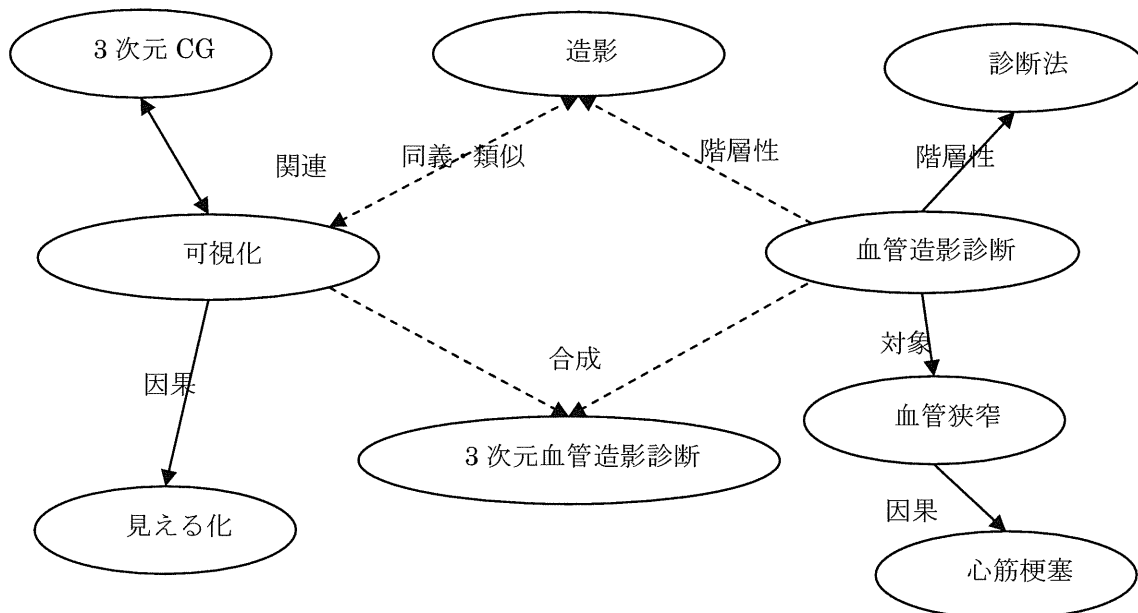 3 次元 CG
造影
診断法
関連
同義・類似
階層性
階層性
可視化
血管造影診断
対象
因果
合成
血管狭窄
3 次元血管造影診断
見える化
因果
心筋梗塞